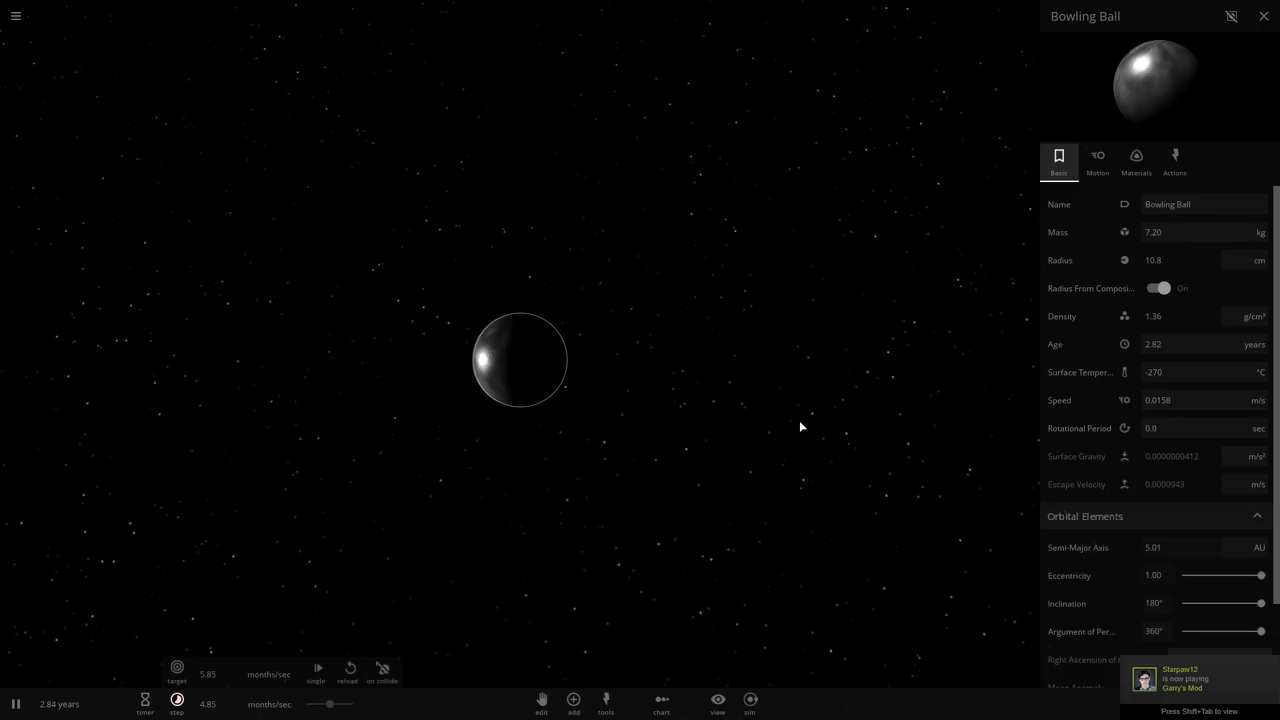 Bowling Ball
Basic
Motion
Materials
Actions
Name
Bowling Ball
Mass
7.20
kg
Radius
10.8
cm
Radius From Composi...
On
Density
1.36
g/cm³
Age
2.82
years
Surface Temper...
-270
°C
Speed
0.0158
m/s
Rotational Period
0.0
sec
Surface Gravity
0.0000000412
m/s²
Escape Velocity
0.0000943
m/s
Orbital Elements
Semi-Major Axis
5.01
AU
Eccentricity
1.00
Inclination
180°
Argument of Per...
360°
Right Ascension of
Starpaw12
is now playing
Garry's Mod
Press Shift+Tab to view
target
5.85
months/sec
single
reload
on collide
2.84 years
timer
step
4.85
months/sec
edit
add
tools
chart
view
sim